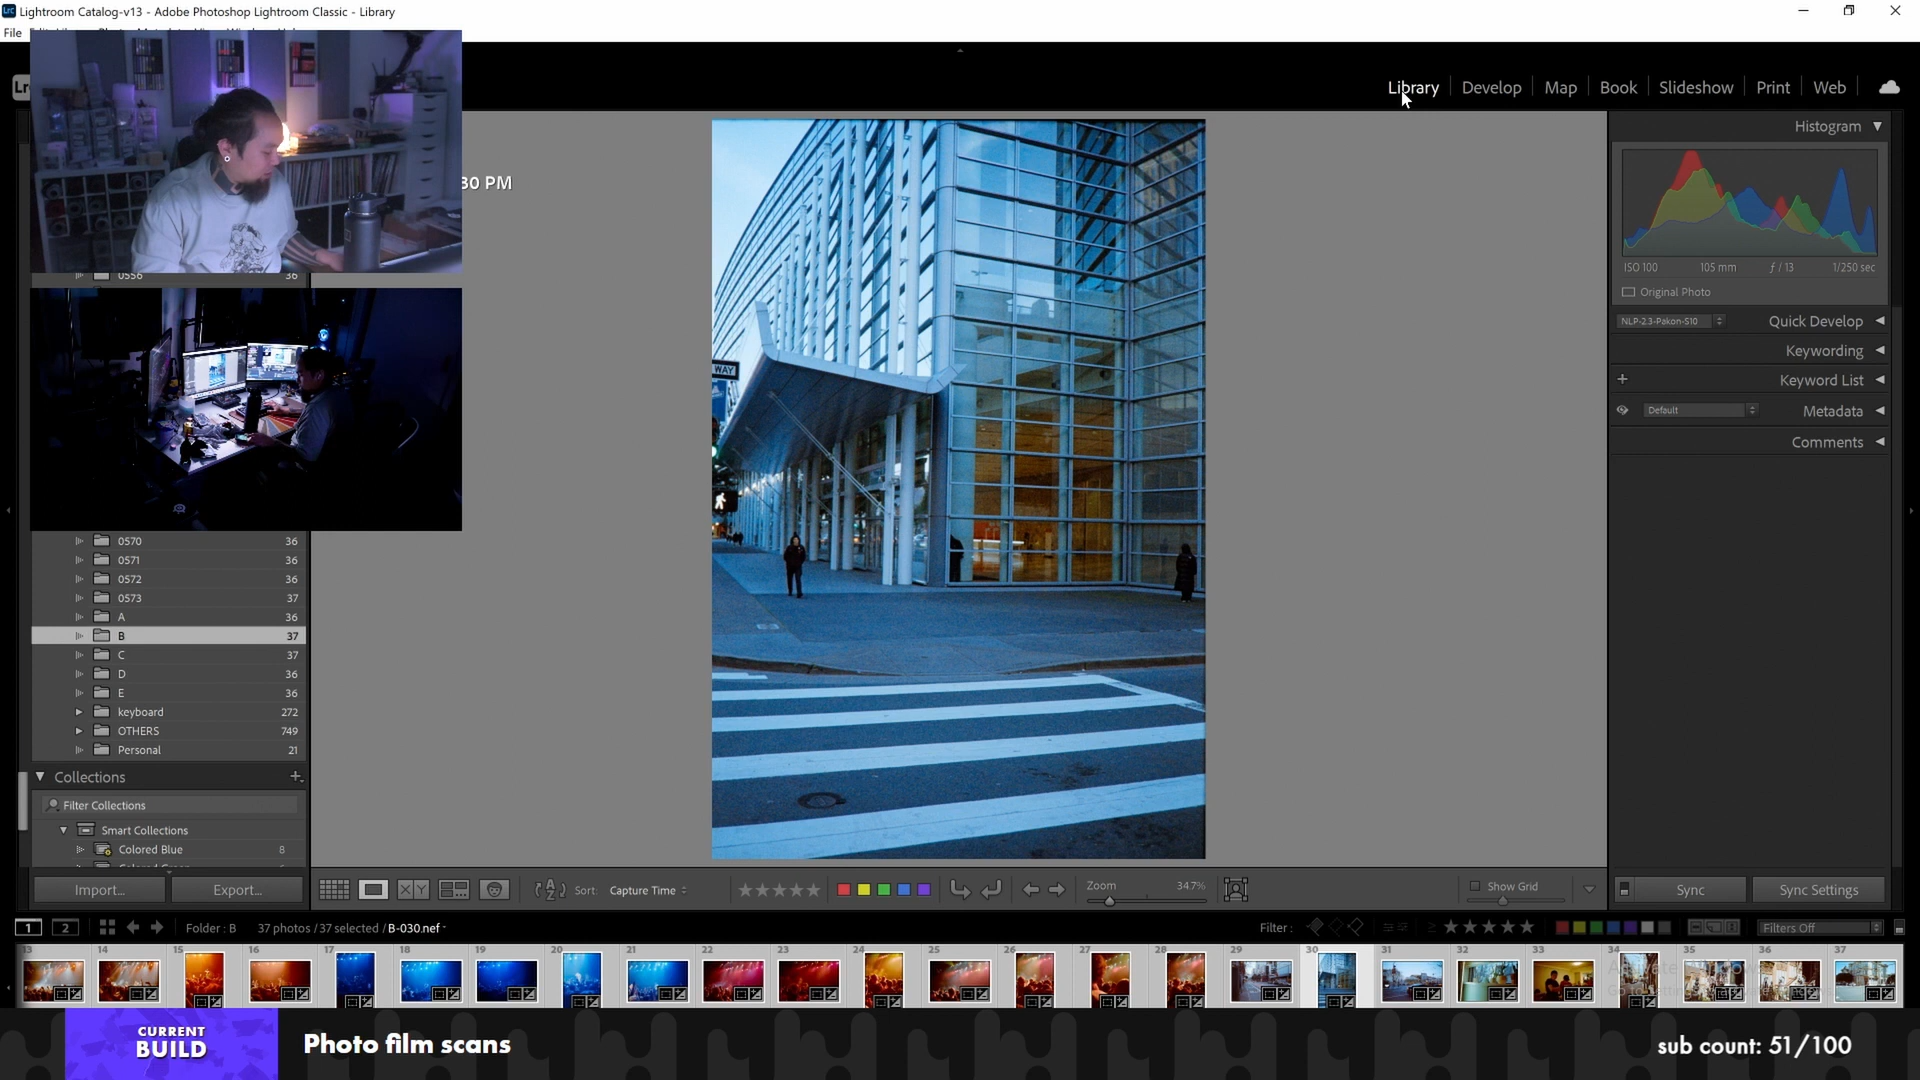 Lightroom Catalog-v13 - Adobe Photoshop Lightroom Classic - Library
File
Library | Develop | Map | Book | Slideshow | Print | Web
30 PM
Histogram
ISO 100 105 mm ƒ / 13 1/250 sec
Original Photo
NLP-2.3-Pakon-S10 Quick Develop
Keywording
Keyword List
Default Metadata
Comments
WAY
0556 36
0570 36
0571 36
0572 36
0573 37
A 36
B 37
C 37
D 36
E 36
keyboard 272
OTHERS 749
Personal 21
Collections
Filter Collections
Smart Collections
Colored Blue 8
Import... Export...
XY Sort: Capture Time Zoom 34.7% Show Grid
Sync Sync Settings
1 2 Folder : B 37 photos / 37 selected / B-030.nef Filter : Filters Off
13 14 15 16 17 18 19 20 21 22 23 24 25 26 27 28 29 30 31 32 33 34 35 36 37
CURRENT
BUILD
Photo film scans
sub count: 51/100